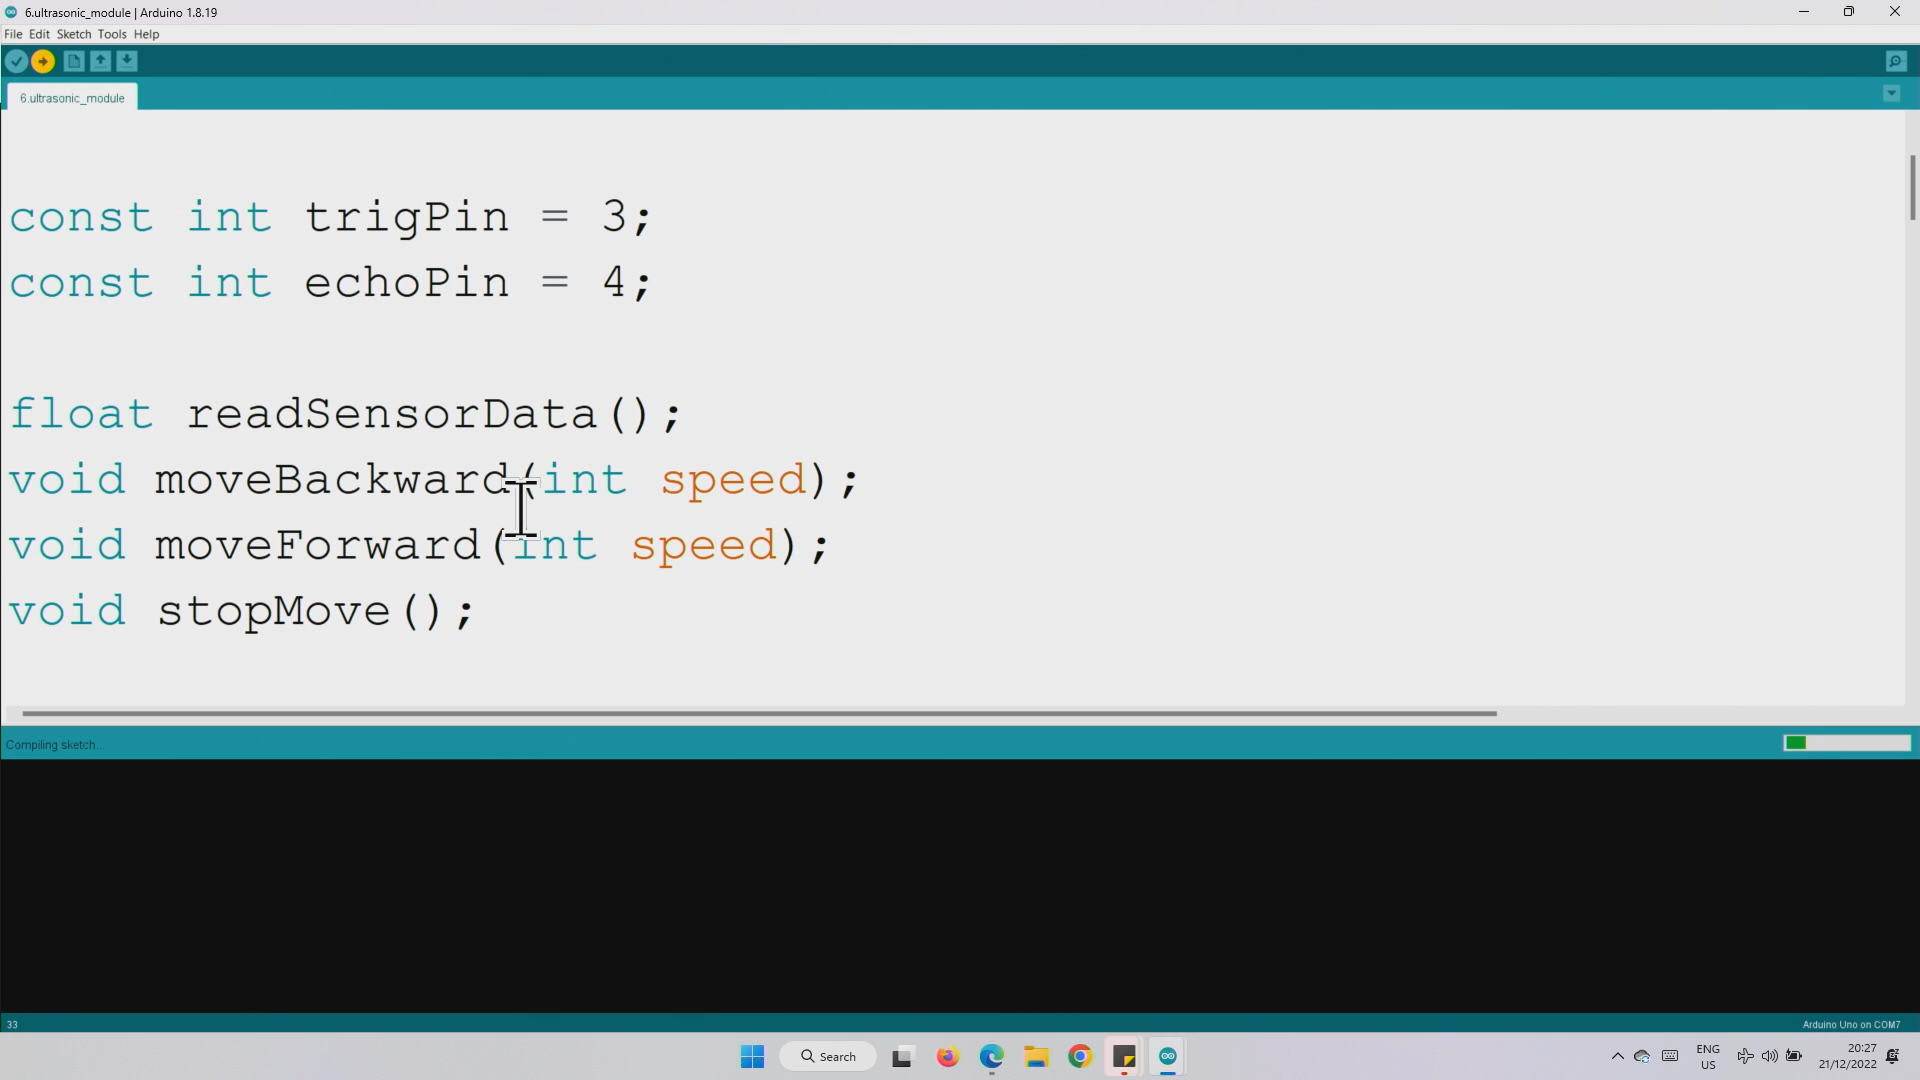 6.ultrasonic_module | Arduino 1.8.19
File Edit Sketch Tools Help
6.ultrasonic_module
const int trigPin = 3;
const int echoPin = 4;
float readSensorData();
void moveBackward(int speed);
void moveForward(int speed);
void stopMove();
Compiling sketch...
33
Arduino Uno on COM7
Search
ENG
US
20:27
21/12/2022